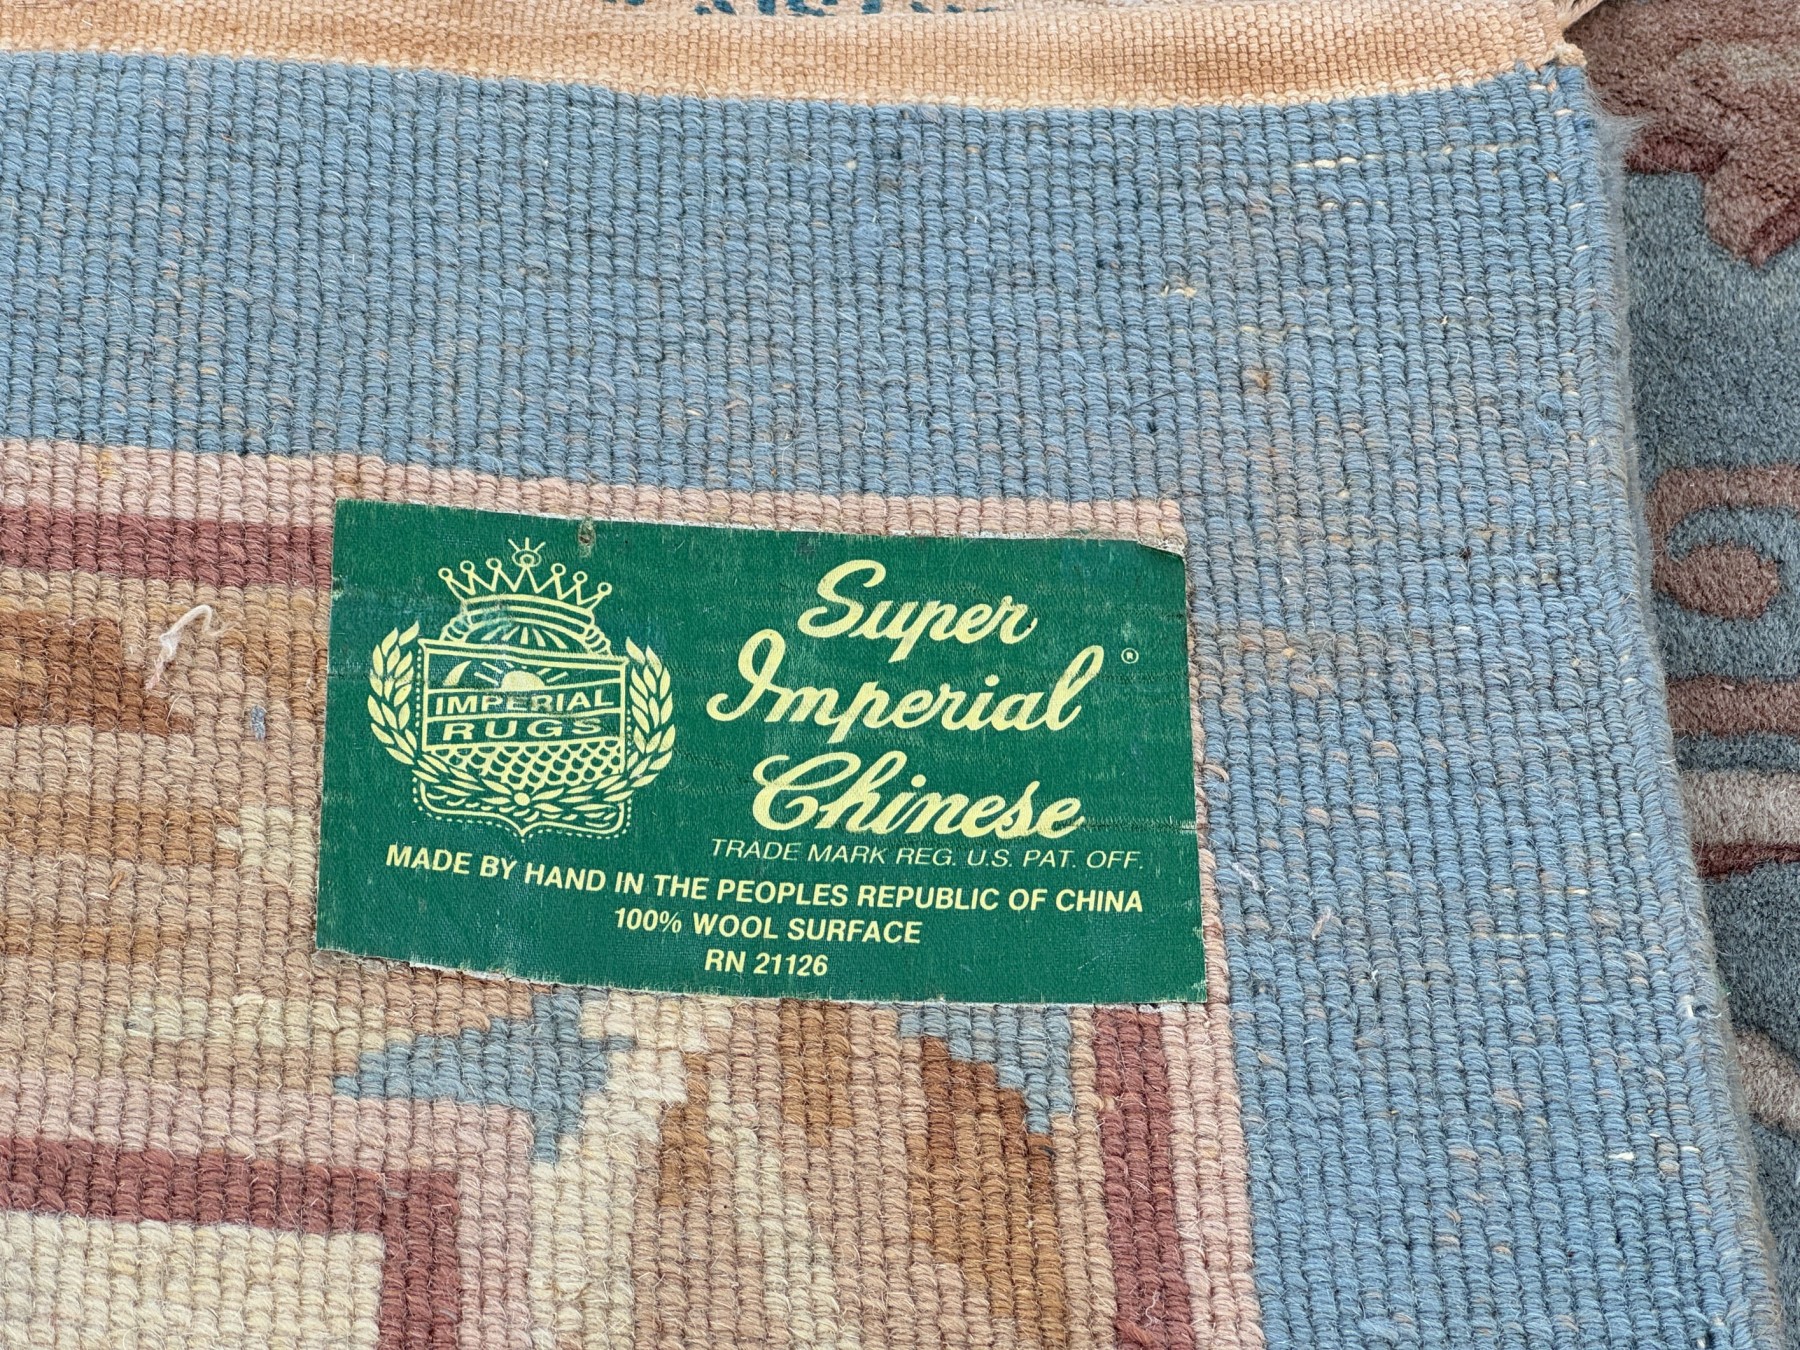 Super
Imperial ®
Chinese
IMPERIAL
RUGS
TRADE MARK REG. U.S. PAT. OFF.
MADE BY HAND IN THE PEOPLES REPUBLIC OF CHINA
100% WOOL SURFACE
RN 21126